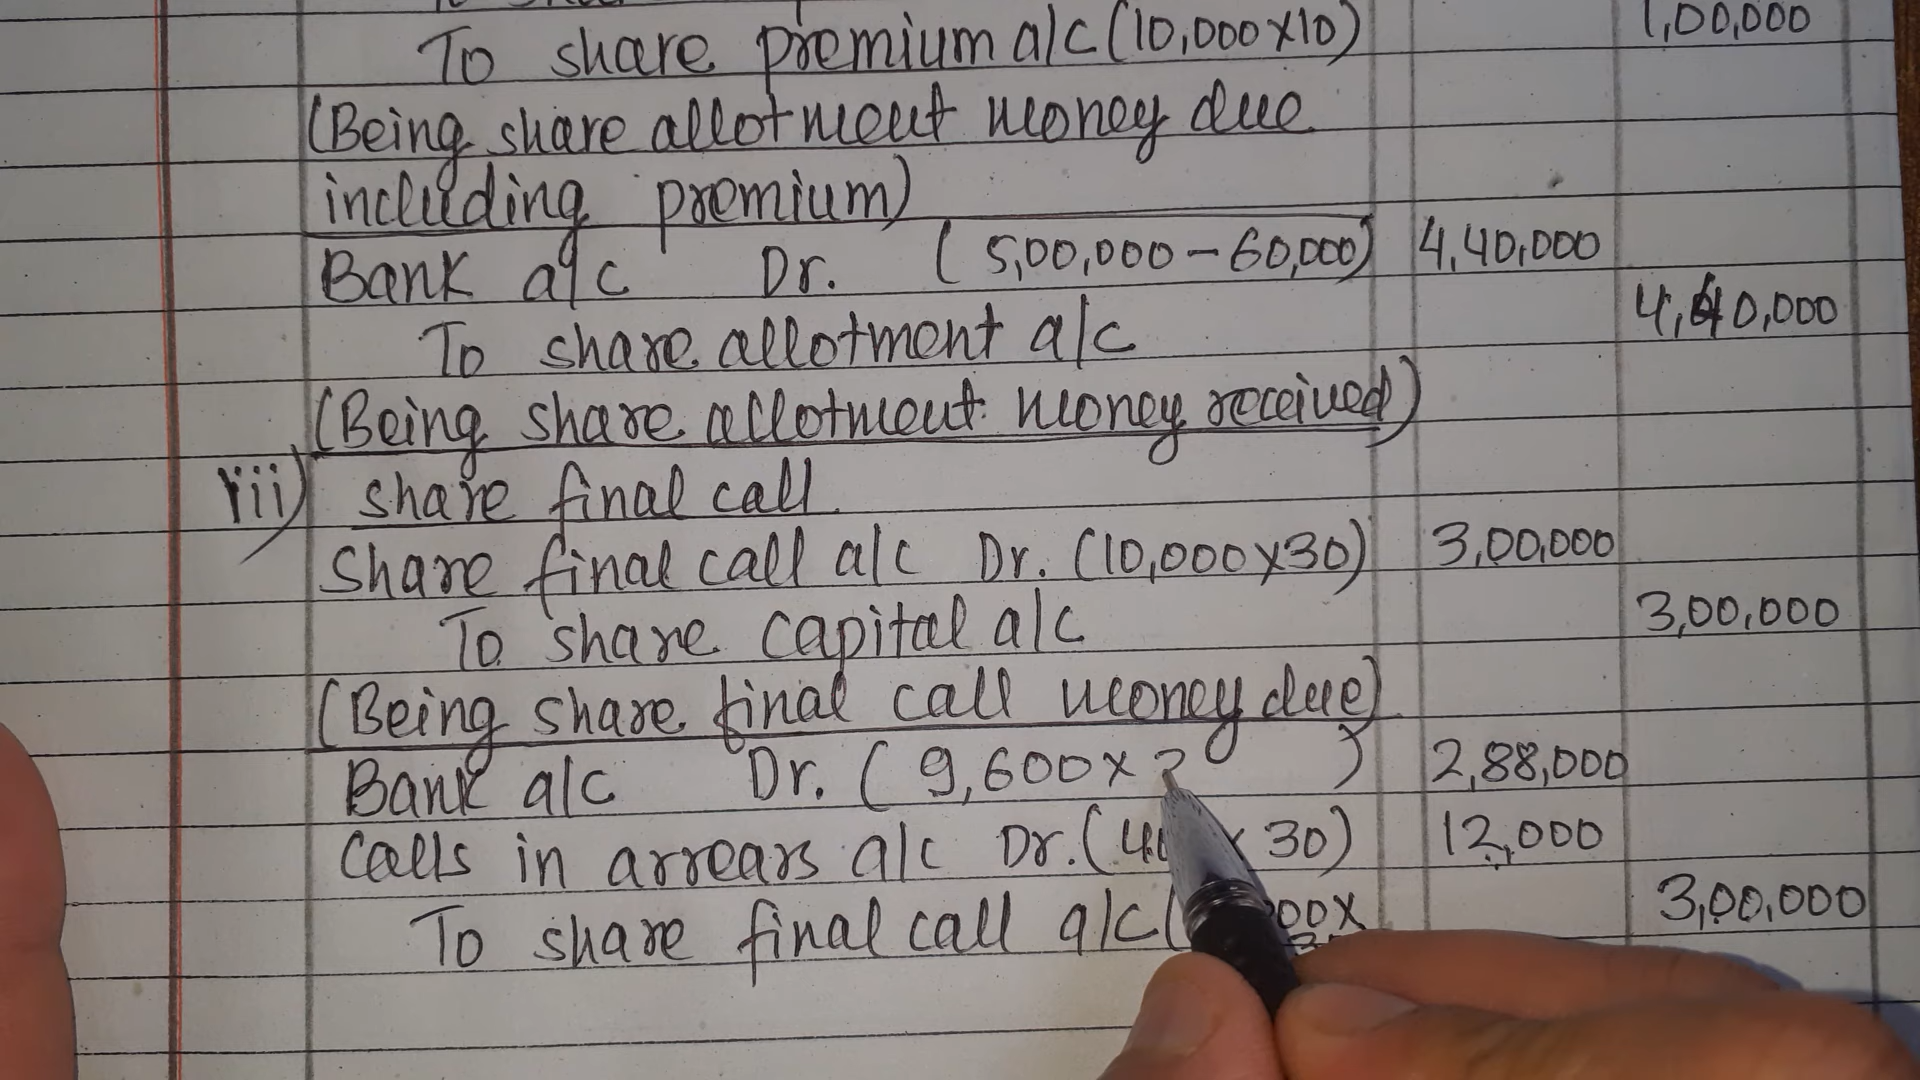 To share premium a/c (10,000×10) 1,00,000
(Being share allotment money due
including premium)
Bank a/c Dr. (5,00,000-60,000) 4,40,000
To share allotment a/c 4,40,000
(Being share allotment money received)
iii) share final call
Share final call a/c Dr. (10,000×30) 3,00,000
To share capital a/c 3,00,000
(Being share final call money due)
Bank a/c Dr. (9,600× ) 2,88,000
Calls in arrears a/c Dr. ( × 30) 12,000
To share final call a/c ( 00× 3,00,000